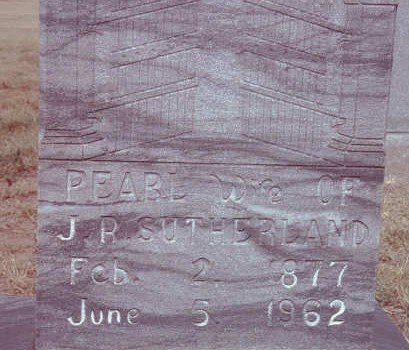 PEARL Wife OF
J.R. SUTHERLAND
Feb. 2. 1877
June 5. 1962